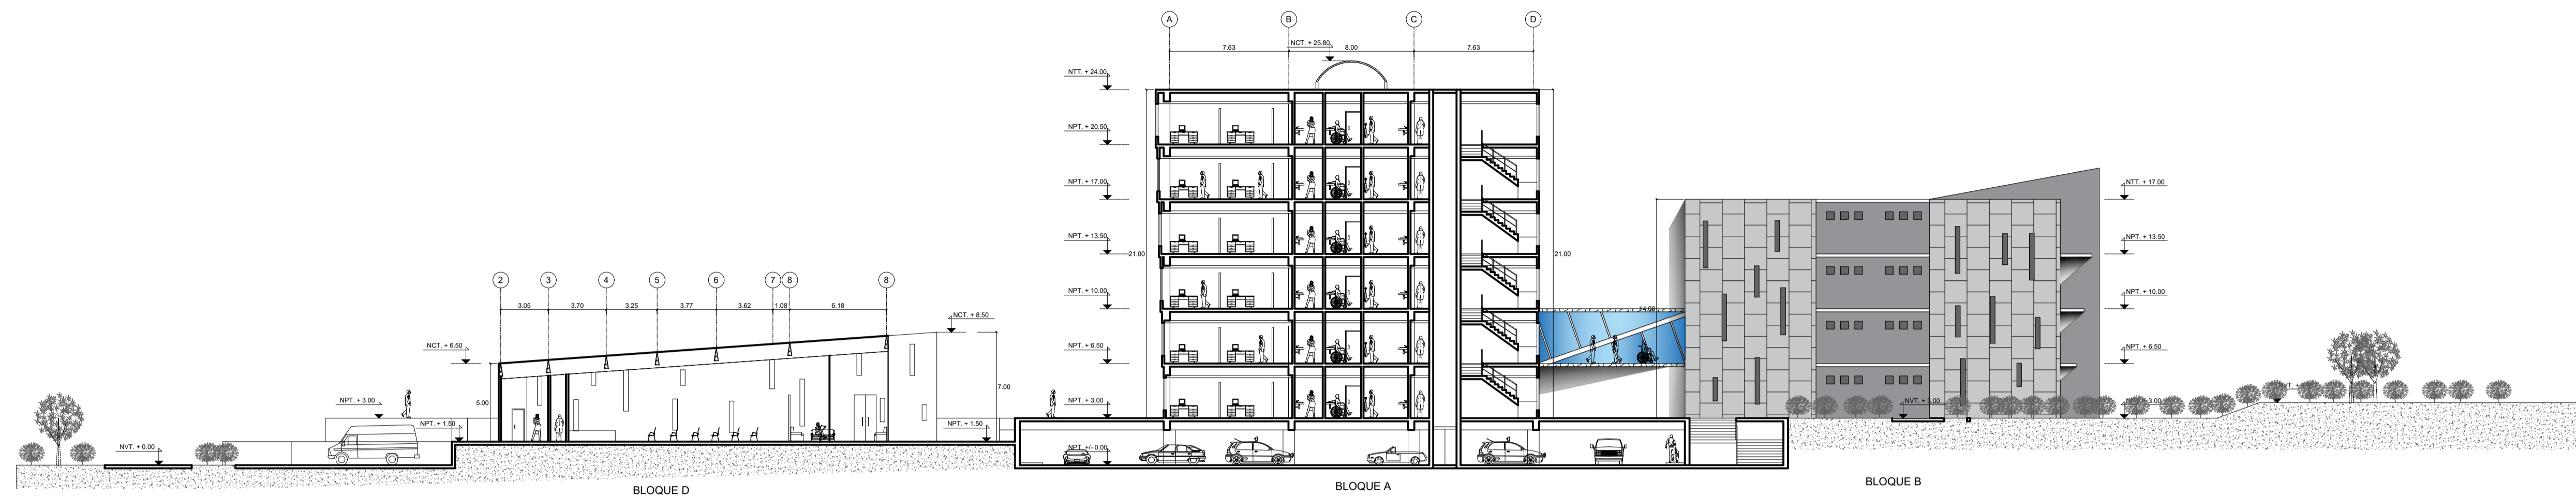 A
B
C
D
7.63
NCT. + 25.80
8.00
7.63
NTT. + 24.00
NPT. + 20.50
NPT. + 17.00
NPT. + 13.50
21.00
NPT. + 10.00
NPT. + 6.50
NPT. + 3.00
NPT. +/- 0.00
21.00
14.00
2
3
4
5
6
7
8
8
3.05
3.70
3.25
3.77
3.62
1.08
6.18
NCT. + 8.50
NCT. + 6.50
7.00
5.00
NPT. + 3.00
NPT. + 1.50
NPT. + 1.50
NVT. + 0.00
NTT. + 17.00
NPT. + 13.50
NPT. + 10.00
NPT. + 6.50
NVT. + 3.00
3.00
BLOQUE D
BLOQUE A
BLOQUE B